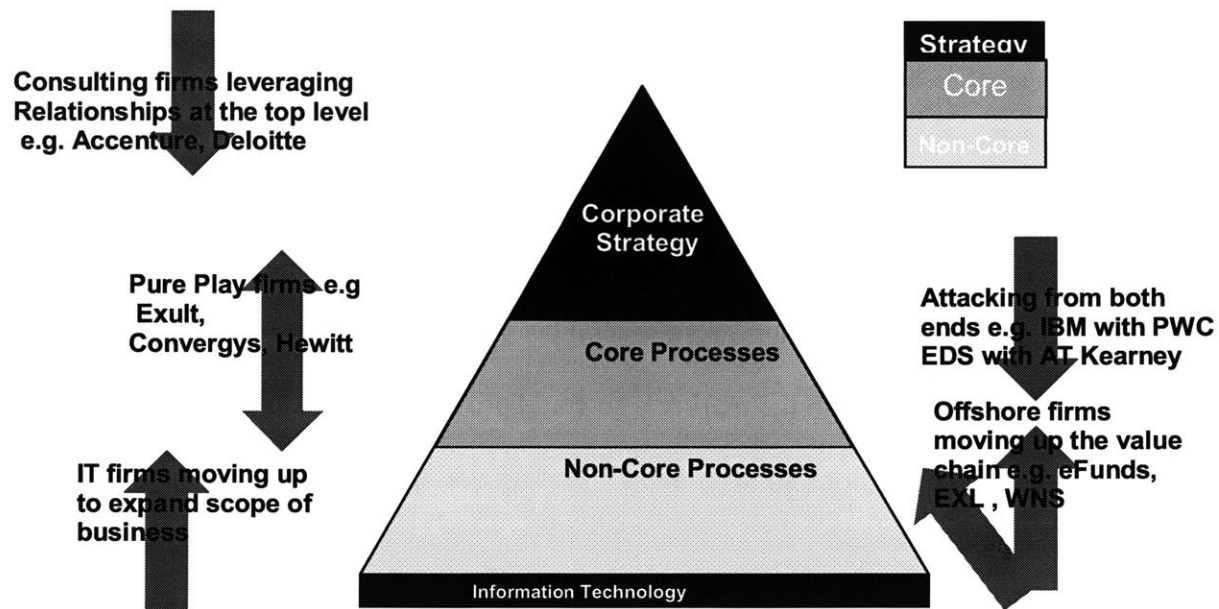 Consulting firms leveraging
Relationships at the top level
e.g. Accenture, Deloitte
Strategy
Core
Non-Core
Corporate
Strategy
Pure Play firms e.g
Exult,
Convergys, Hewitt
Attacking from both
ends e.g. IBM with PWC
EDS with AT Kearney
Core Processes
Offshore firms
moving up the value
chain e.g. eFunds,
EXL , WNS
Non-Core Processes
IT firms moving up
to expand scope of
business
Information Technology